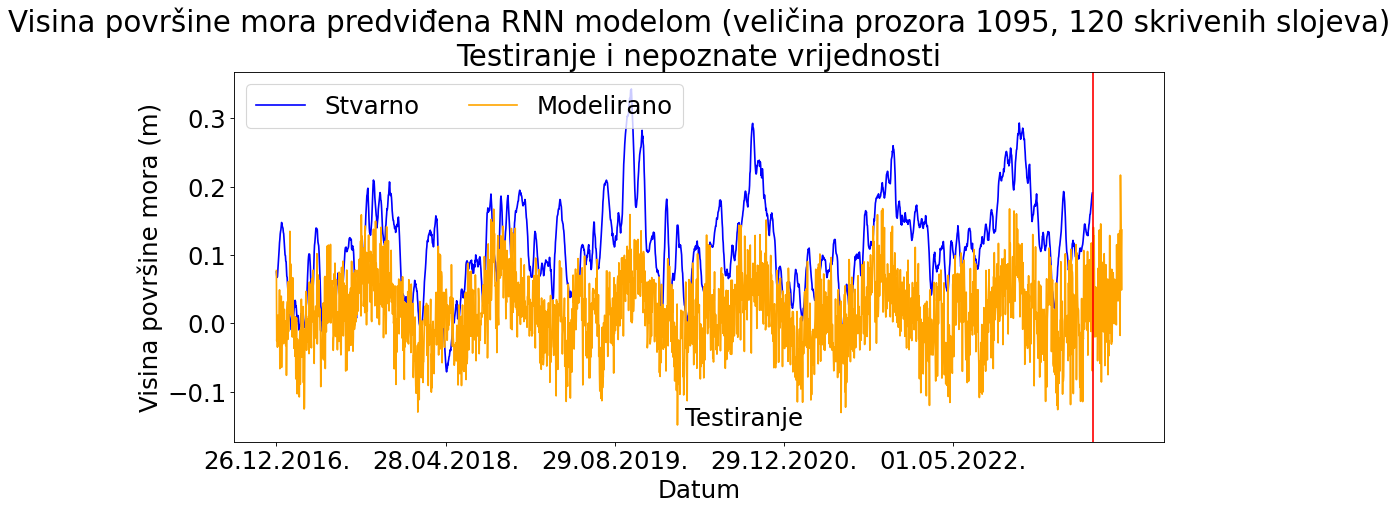 Visina površine mora predviđena RNN modelom (veličina prozora 1095, 120 skrivenih slojeva)
Testiranje i nepoznate vrijednosti
Stvarno
Modelirano
Visina površine mora (m)
0.3
0.2
0.1
0.0
−0.1
Testiranje
26.12.2016.
28.04.2018.
29.08.2019.
29.12.2020.
01.05.2022.
Datum